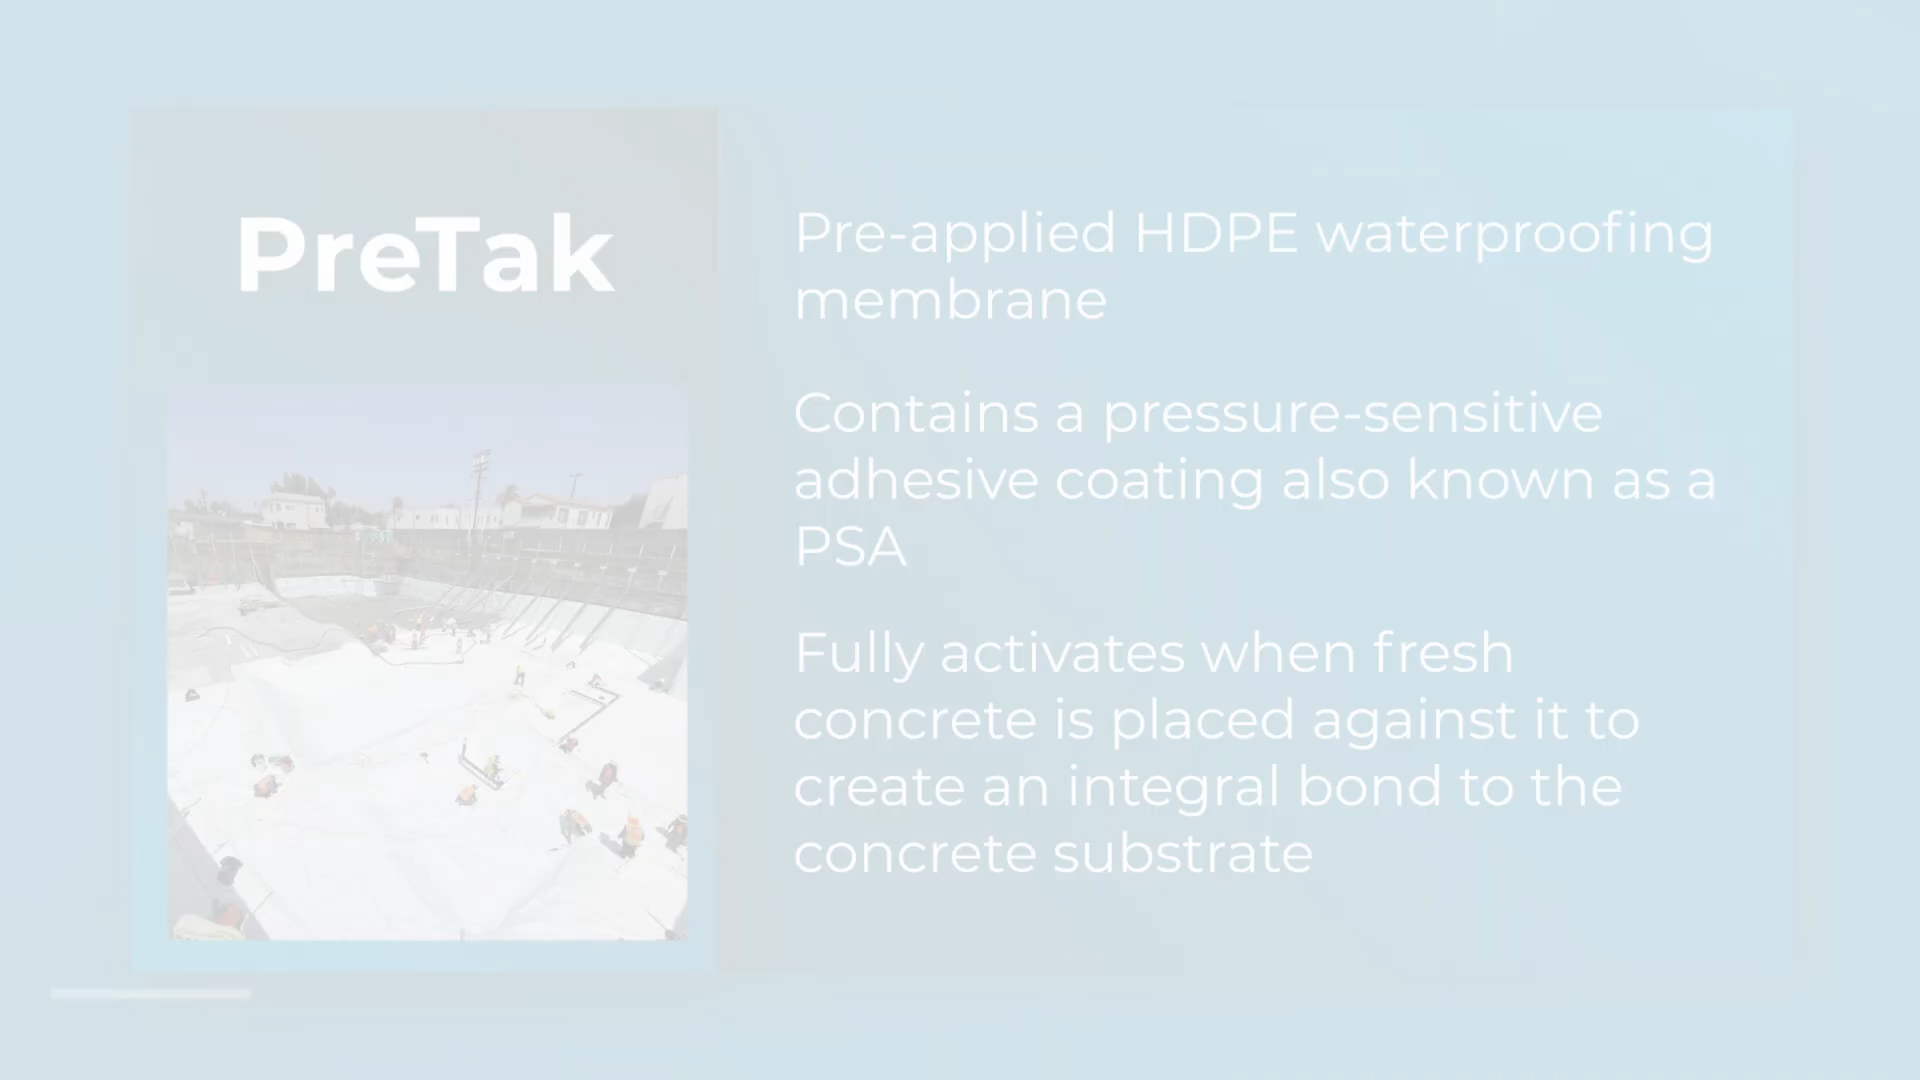 PreTak
Pre-applied HDPE waterproofing
membrane
Contains a pressure-sensitive
adhesive coating also known as a
PSA
Fully activates when fresh
concrete is placed against it to
create an integral bond to the
concrete substrate